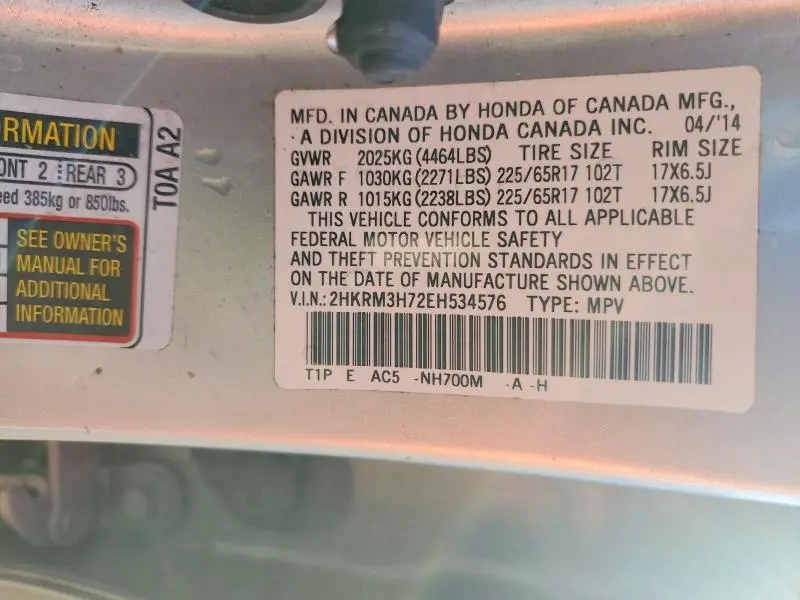 RMATION
ONT 2 REAR 3
eed 385kg or 850lbs.
SEE OWNER'S
MANUAL FOR
ADDITIONAL
INFORMATION
T0A A2
MFD. IN CANADA BY HONDA OF CANADA MFG.,
A DIVISION OF HONDA CANADA INC. 04/'14
GVWR 2025KG (4464LBS) TIRE SIZE RIM SIZE
GAWR F 1030KG (2271LBS) 225/65R17 102T 17X6.5J
GAWR R 1015KG (2238LBS) 225/65R17 102T 17X6.5J
THIS VEHICLE CONFORMS TO ALL APPLICABLE
FEDERAL MOTOR VEHICLE SAFETY
AND THEFT PREVENTION STANDARDS IN EFFECT
ON THE DATE OF MANUFACTURE SHOWN ABOVE.
V.I.N.: 2HKRM3H72EH534576 TYPE: MPV
T1P E AC5 -NH700M -A -H